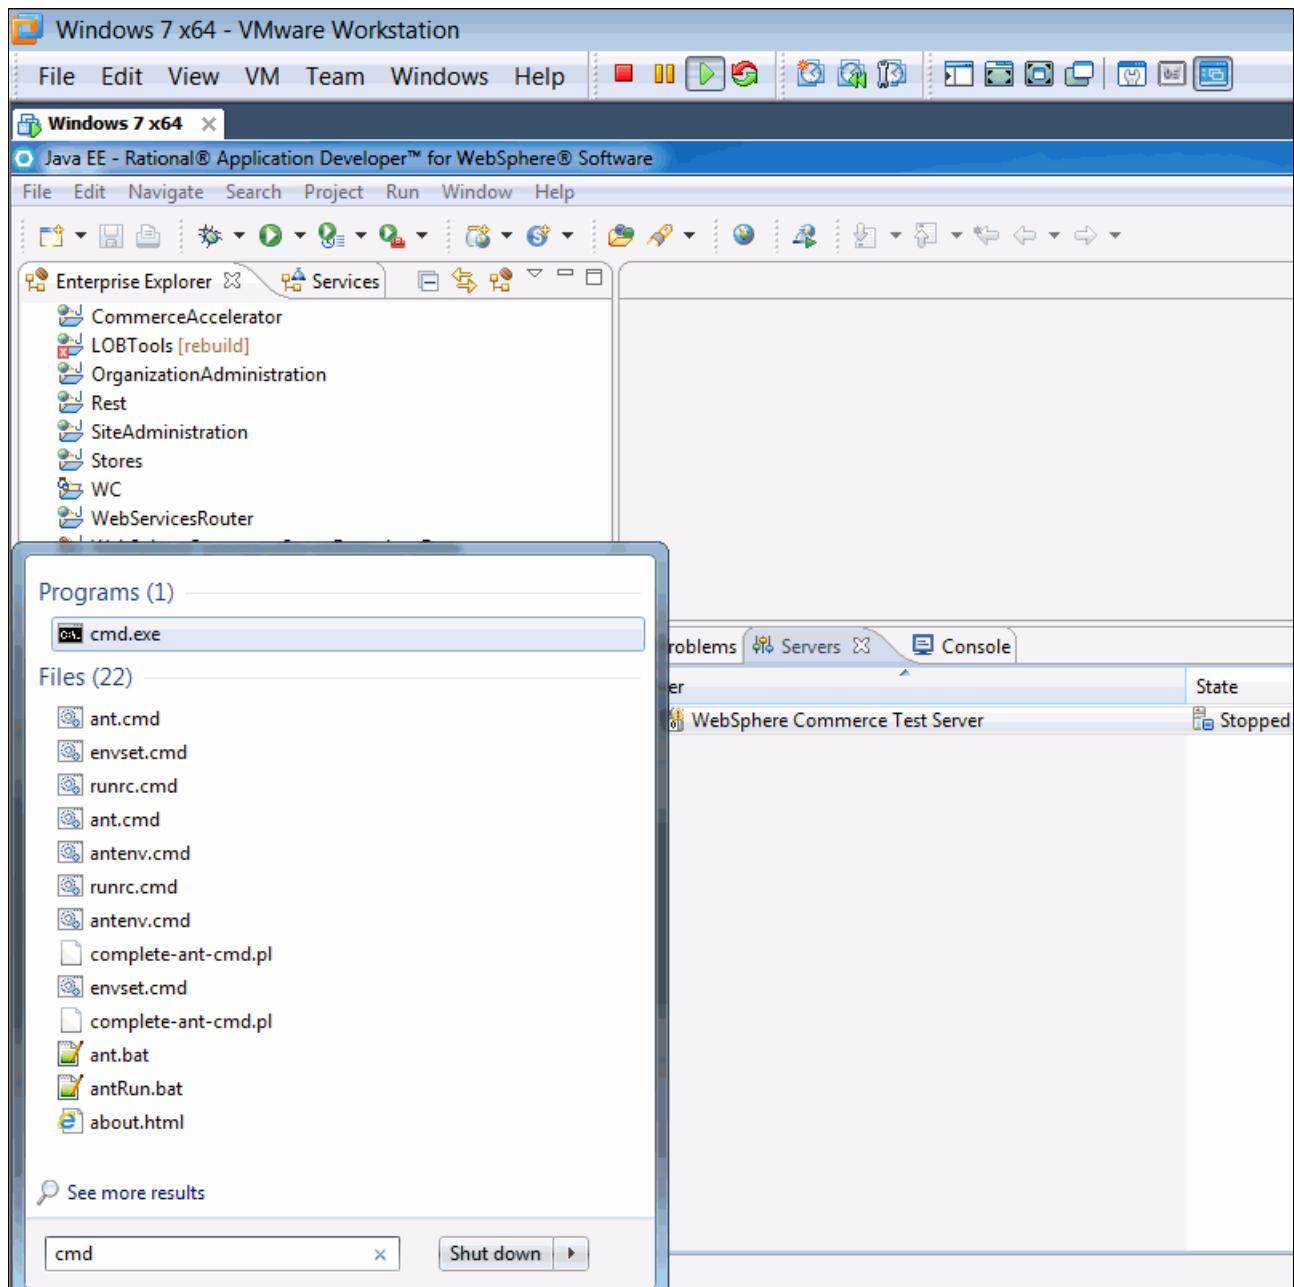 Windows 7 x64 - VMware Workstation
File Edit View VM Team Windows Help
Windows 7 x64
Java EE - Rational® Application Developer™ for WebSphere® Software
File Edit Navigate Search Project Run Window Help
Enterprise Explorer Services
CommerceAccelerator
LOBTools [rebuild]
OrganizationAdministration
Rest
SiteAdministration
Stores
WC
WebServicesRouter
Programs (1)
cmd.exe
roblems Servers Console
Files (22)
er State
ant.cmd
WebSphere Commerce Test Server Stopped
envset.cmd
runrc.cmd
ant.cmd
antenv.cmd
runrc.cmd
antenv.cmd
complete-ant-cmd.pl
envset.cmd
complete-ant-cmd.pl
ant.bat
antRun.bat
about.html
See more results
cmd Shut down